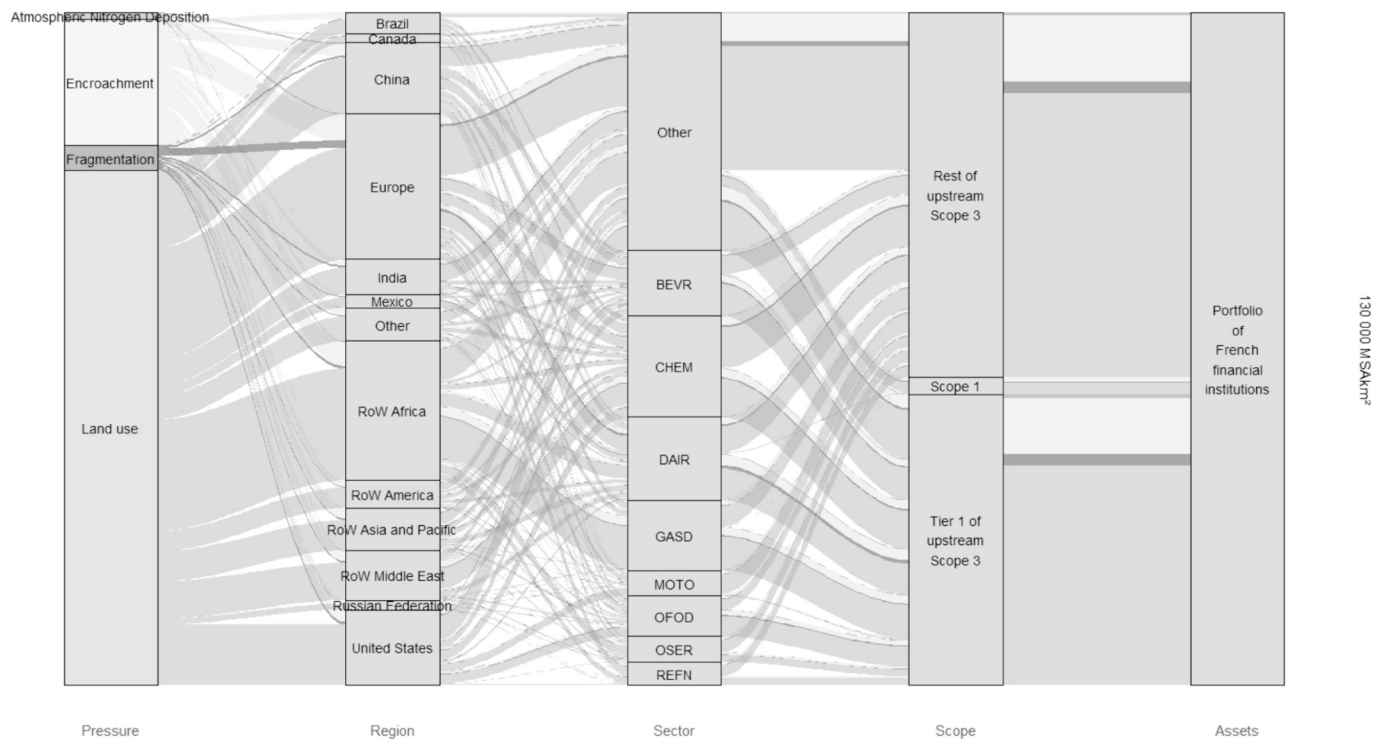 Atmospheric Nitrogen Deposition
Encroachment
Fragmentation
Land use
Brazil
Canada
China
Europe
India
Mexico
Other
RoW Africa
RoW America
RoW Asia and Pacific
RoW Middle East
Russian Federation
United States
Other
BEVR
CHEM
DAIR
GASD
MOTO
OFOD
OSER
REFN
Rest of
upstream
Scope 3
Scope 1
Tier 1 of
upstream
Scope 3
Portfolio
of
French
financial
institutions
130 000 MSAkm²
Pressure
Region
Sector
Scope
Assets